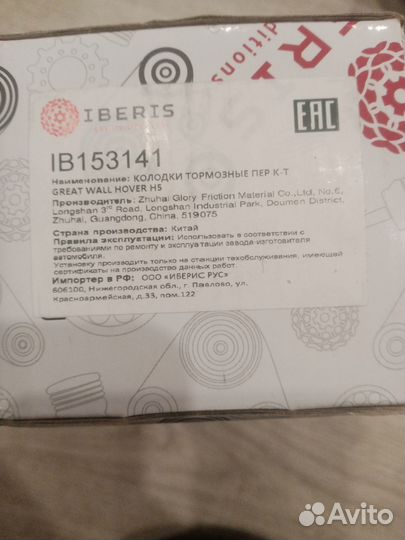 ditions
IBERIS
EAC
IB153141
Наименование: КОЛОДКИ ТОРМОЗНЫЕ ПЕР К-Т
GREAT WALL HOVER H5
Производитель: Zhuhai Glory Friction Material Co.,Ltd, No.6,
Longshan 3rd Road, Longshan Industrial Park, Doumen District,
Zhuhai, Guangdong, China, 519075
Страна производства: Китай
Правила эксплуатации: Использовать в соответствии с
требованиями по ремонту и эксплуатации завода изготовителя
автомобиля.
Установку производить только на станции техобслуживания, имеющей
сертификаты на производство данных работ.
Импортер в РФ: ООО «ИБЕРИС РУС»
606100, Нижегородская обл., г. Павлово, ул.
Красноармейская, д.33, пом.122
Avito